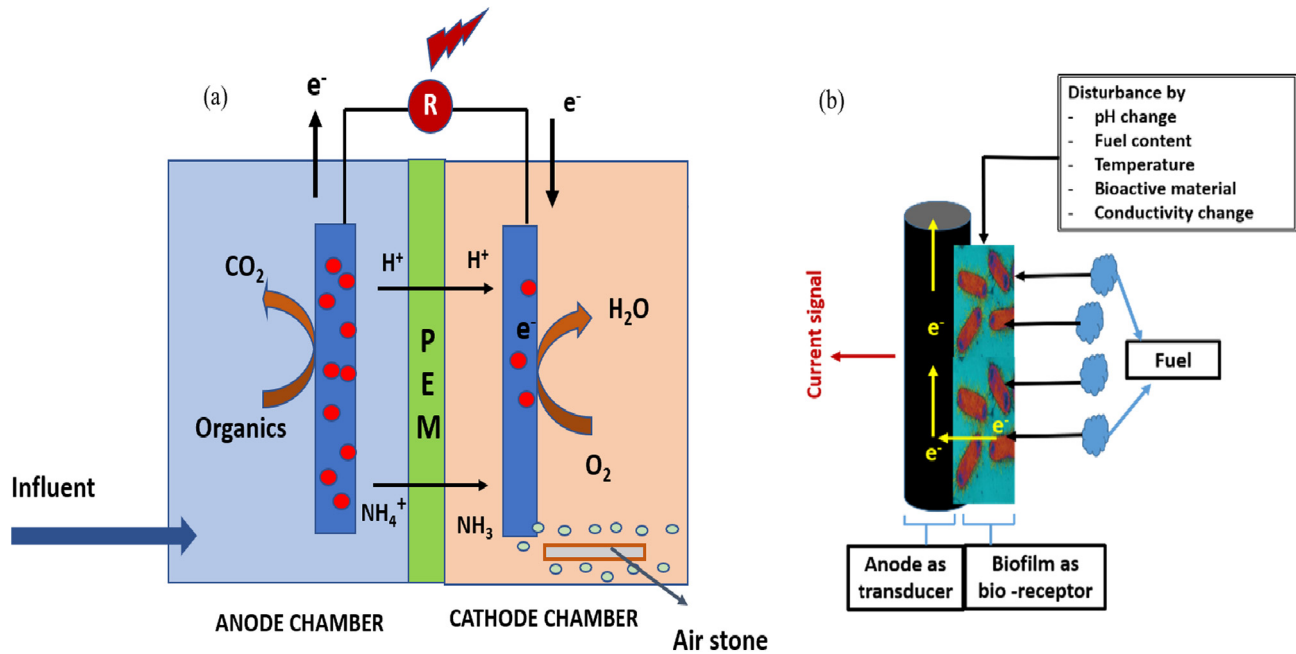 (a)
e-
R
e-
CO2
H+
H+
H2O
e-
P
E
M
Organics
O2
Influent
NH4+
NH3
ANODE CHAMBER
CATHODE CHAMBER
Air stone
(b)
Disturbance by
- pH change
- Fuel content
- Temperature
- Bioactive material
- Conductivity change
Current signal
e-
Fuel
e-
e-
Anode as
transducer
Biofilm as
bio -receptor